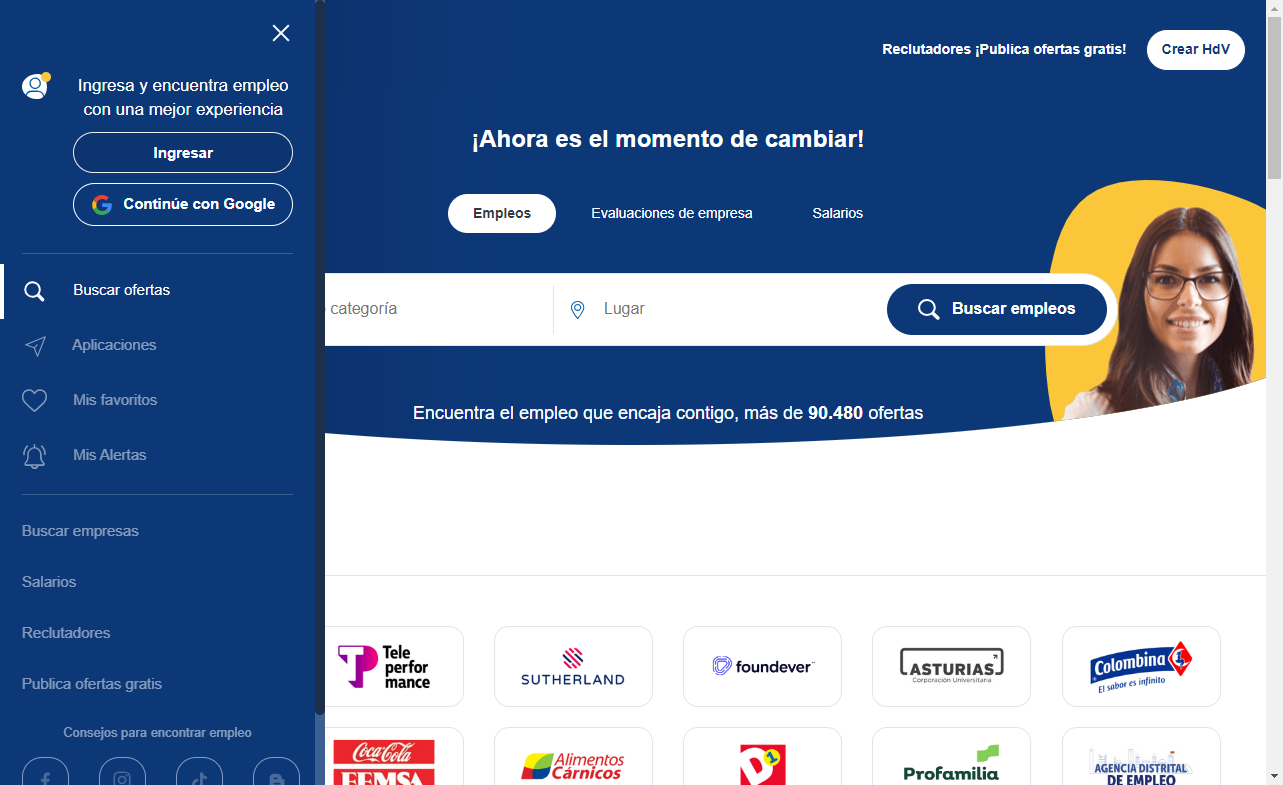 Ingresa y encuentra empleo
con una mejor experiencia
Ingresar
Continúe con Google
Buscar ofertas
Aplicaciones
Mis favoritos
Mis Alertas
Buscar empresas
Salarios
Reclutadores
Publica ofertas gratis
Consejos para encontrar empleo
Reclutadores ¡Publica ofertas gratis!
Crear HdV
¡Ahora es el momento de cambiar!
Empleos
Evaluaciones de empresa
Salarios
categoría
Lugar
Buscar empleos
Encuentra el empleo que encaja contigo, más de 90.480 ofertas
Tele
perfor
mance
SUTHERLAND
foundever
ASTURIAS
Corporación Universitaria
Colombina
El sabor es infinito
Coca-Cola
FEMSA
Alimentos
Cárnicos
D1
Profamilia
AGENCIA DISTRITAL
DE EMPLEO